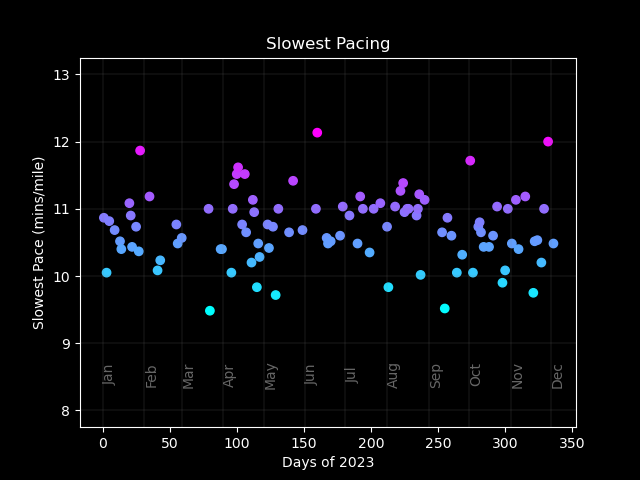 Slowest Pacing
Slowest Pace (mins/mile)
13
12
11
10
9
8
Jan
Feb
Mar
Apr
May
Jun
Jul
Aug
Sep
Oct
Nov
Dec
0 50 100 150 200 250 300 350
Days of 2023